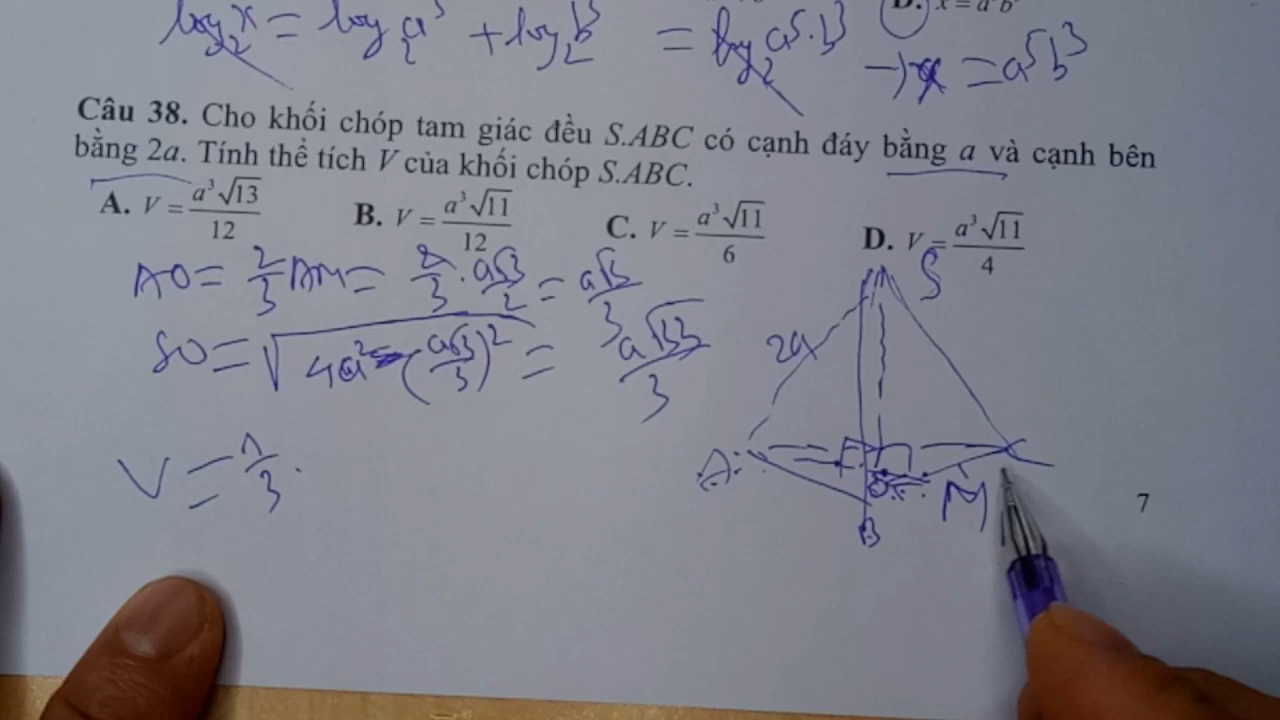 D. x = a⁵b³
log₂x = log₂a⁵ + log₂b³ = log₂a⁵.b³ → x = a⁵b³
Câu 38. Cho khối chóp tam giác đều S.ABC có cạnh đáy bằng a và cạnh bên
bằng 2a. Tính thể tích V của khối chóp S.ABC.
A. V = a³√13/12 B. V = a³√11/12 C. V = a³√11/6 D. V = a³√11/4
AO = 2/3 AM = 2/3 . a√3/2 = a√3/3
S
SO = √(4a² - (a√3/3)²) = a√33/3
2a
V = 1/3 .
A
O
M
B
7